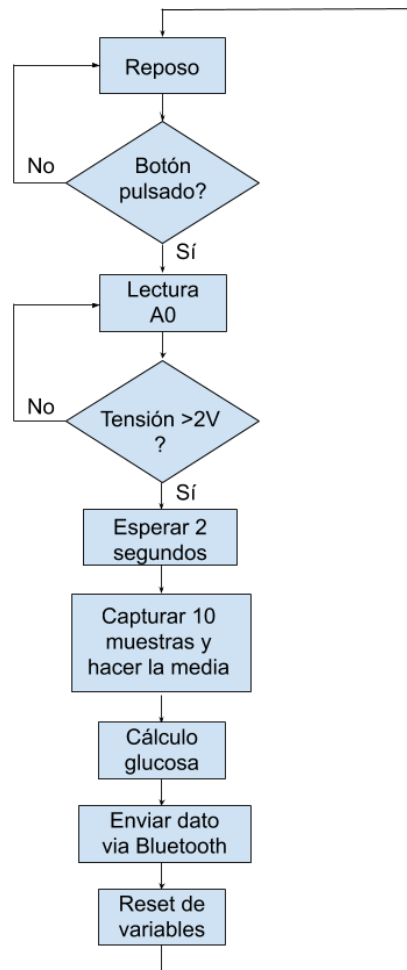 Reposo
Botón
pulsado?
No
Sí
Lectura
A0
Tensión >2V
?
No
Sí
Esperar 2
segundos
Capturar 10
muestras y
hacer la media
Cálculo
glucosa
Enviar dato
via Bluetooth
Reset de
variables